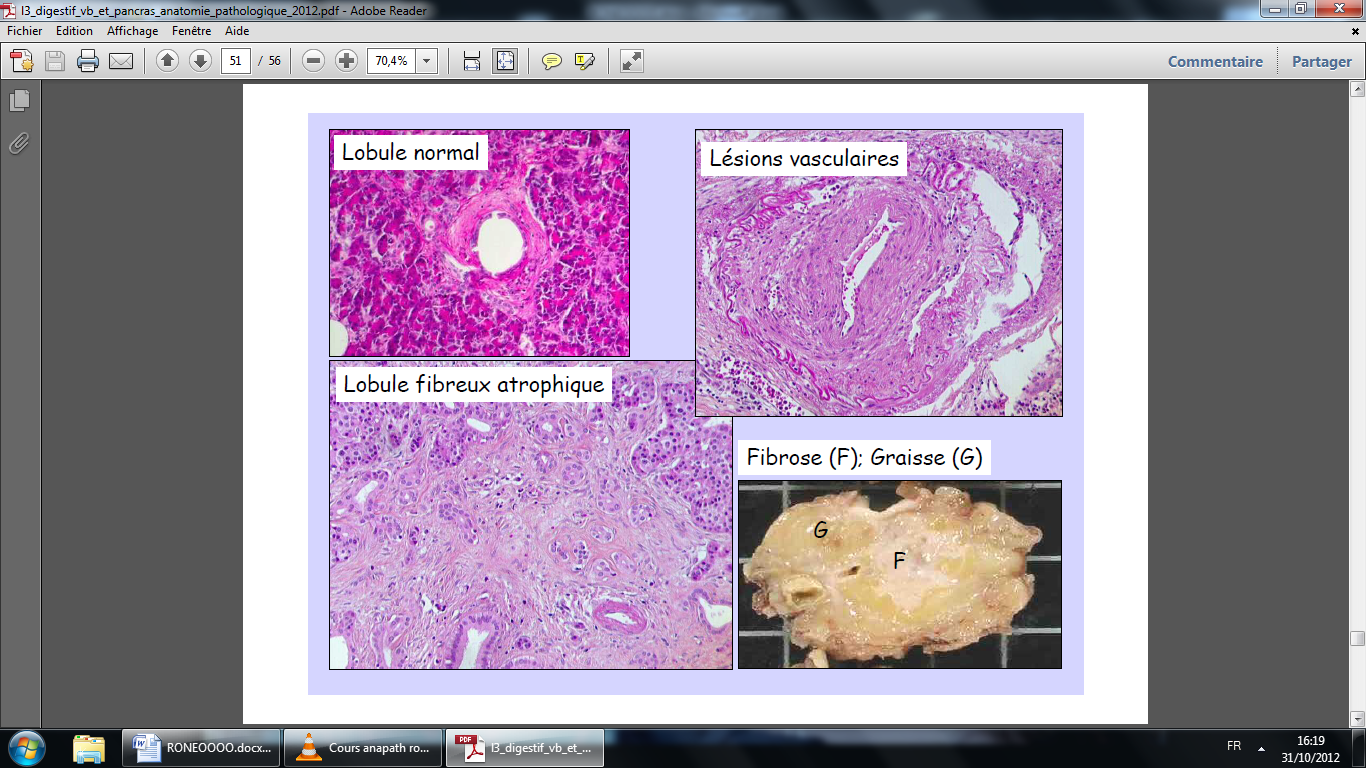 l3_digestif_vb_et_pancras_anatomie_pathologique_2012.pdf - Adobe Reader
Fichier Edition Affichage Fenêtre Aide
51 / 56 70,4% Commentaire Partager
Lobule normal
Lésions vasculaires
Lobule fibreux atrophique
Fibrose (F); Graisse (G)
G
F
RONEOOOO.docx... Cours anapath ro... PDF l3_digestif_vb_et_... FR 16:19
31/10/2012